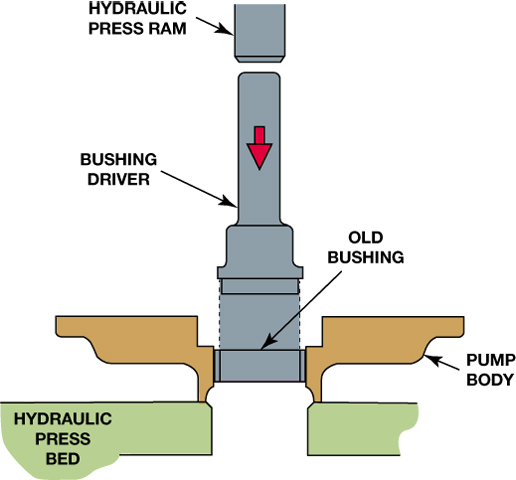 HYDRAULIC
PRESS RAM
BUSHING
DRIVER
OLD
BUSHING
PUMP
BODY
HYDRAULIC
PRESS
BED